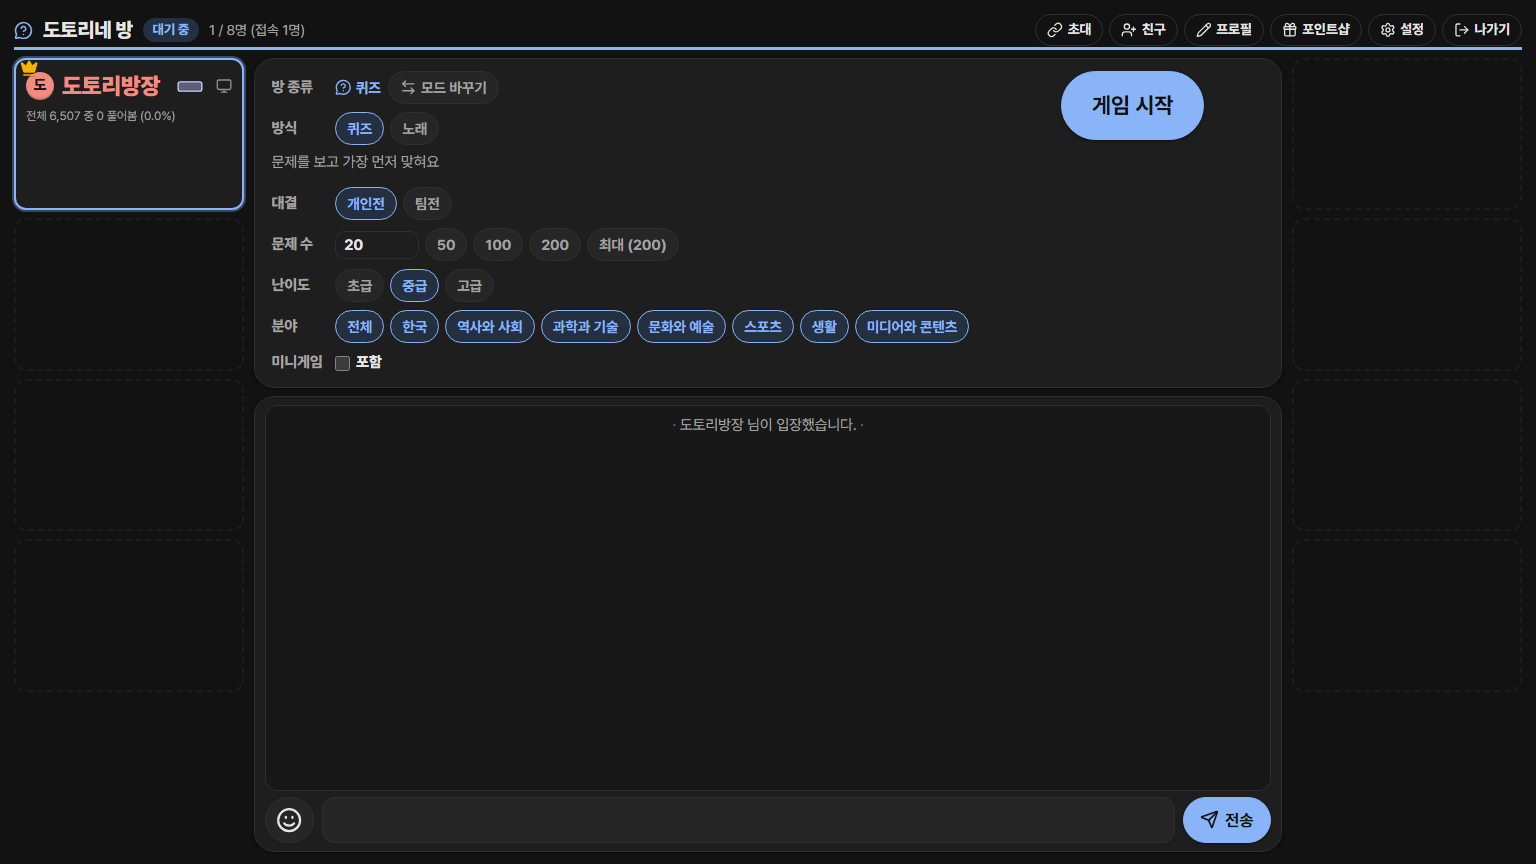 도토리네 방 대기 중 1 / 8명 (접속 1명) 초대 친구 프로필 포인트샵 설정 나가기
도 도토리방장
전체 6,507 중 0 풀어봄 (0.0%)
방 종류 퀴즈 모드 바꾸기
게임 시작
방식 퀴즈 노래
문제를 보고 가장 먼저 맞혀요
대결 개인전 팀전
문제 수 20 50 100 200 최대 (200)
난이도 초급 중급 고급
분야 전체 한국 역사와 사회 과학과 기술 문화와 예술 스포츠 생활 미디어와 콘텐츠
미니게임 포함
· 도토리방장 님이 입장했습니다. ·
전송